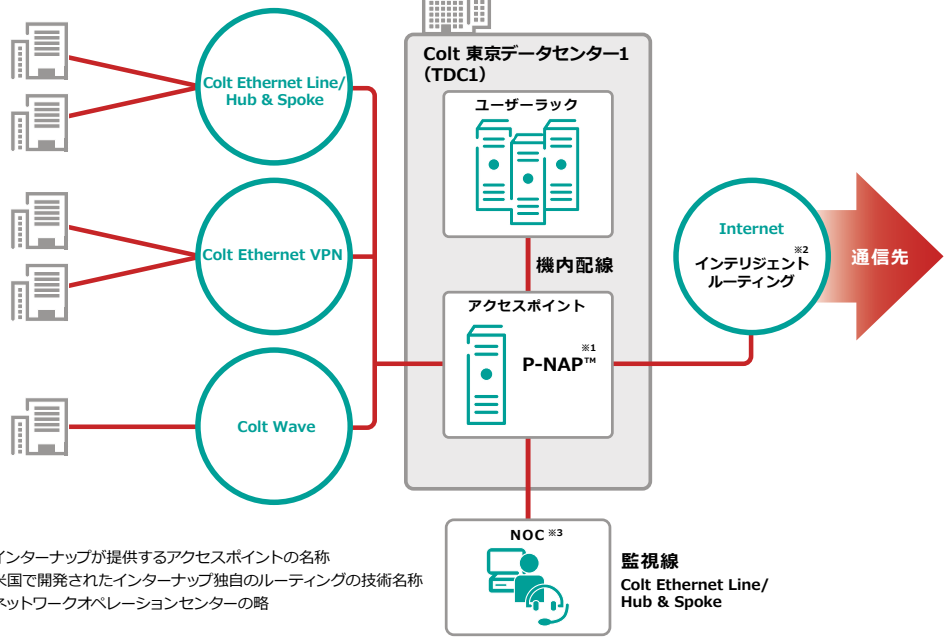 Colt 東京データセンター1
（TDC1）
ユーザーラック
Colt Ethernet Line/
Hub & Spoke
Colt Ethernet VPN
Colt Wave
機内配線
アクセスポイント
※1
P-NAP™
Internet
※2
インテリジェント
ルーティング
通信先
NOC ※3
監視線
Colt Ethernet Line/
Hub & Spoke
インターナップが提供するアクセスポイントの名称
米国で開発されたインターナップ独自のルーティングの技術名称
ネットワークオペレーションセンターの略